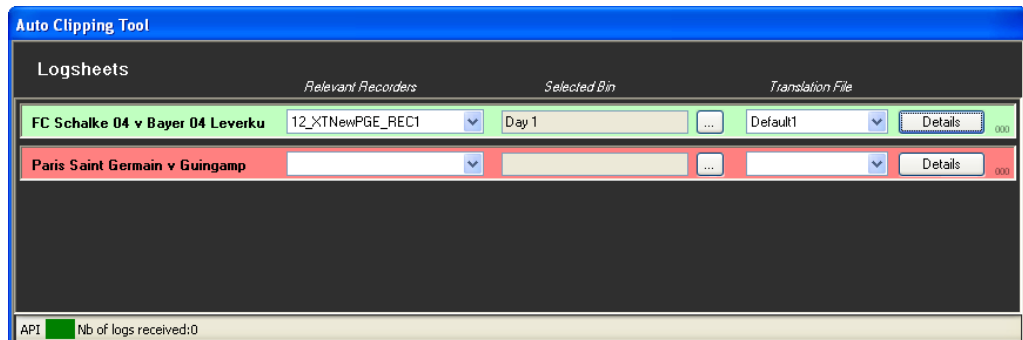 Auto Clipping Tool
Logsheets
Relevant Recorders Selected Bin Translation File
FC Schalke 04 v Bayer 04 Leverku 12_XTNewPGE_REC1 Day 1 ... Default1 Details 000
Paris Saint Germain v Guingamp ... Details 000
API Nb of logs received:0